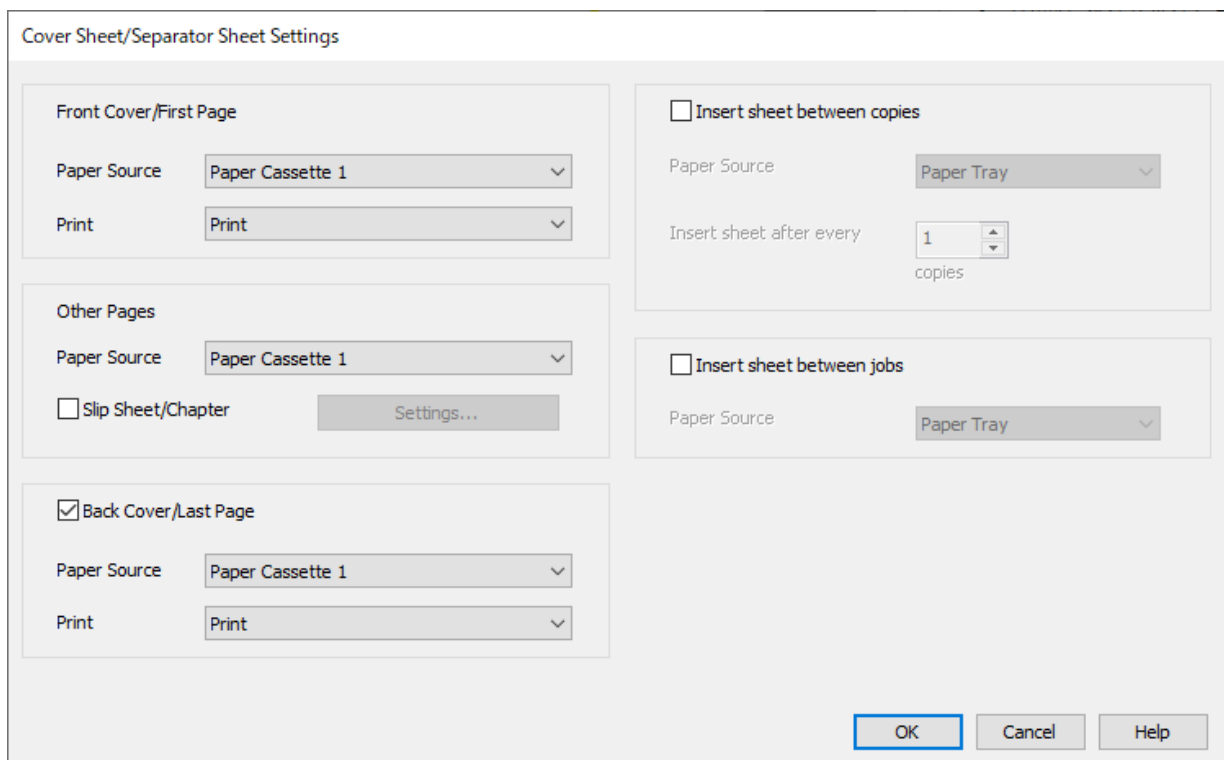 Cover Sheet/Separator Sheet Settings
Front Cover/First Page
Paper Source Paper Cassette 1
Print Print
Other Pages
Paper Source Paper Cassette 1
Slip Sheet/Chapter Settings...
Back Cover/Last Page
Paper Source Paper Cassette 1
Print Print
Insert sheet between copies
Paper Source Paper Tray
Insert sheet after every 1
copies
Insert sheet between jobs
Paper Source Paper Tray
OK Cancel Help